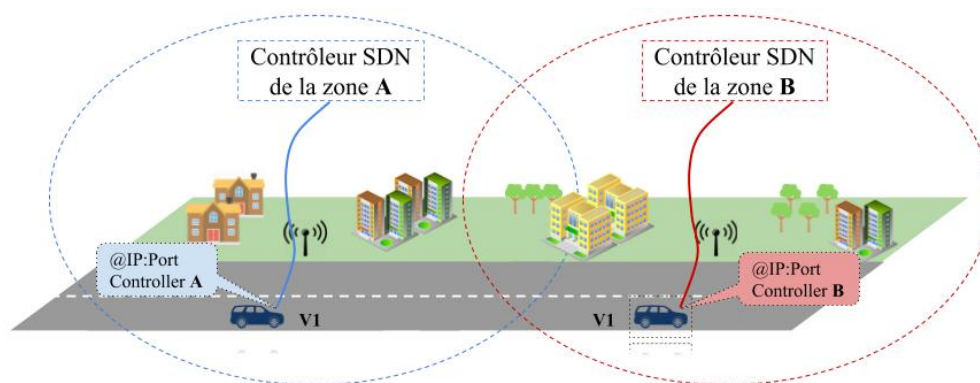 Contrôleur SDN
de la zone A
Contrôleur SDN
de la zone B
@IP:Port
Controller A
@IP:Port
Controller B
V1
V1